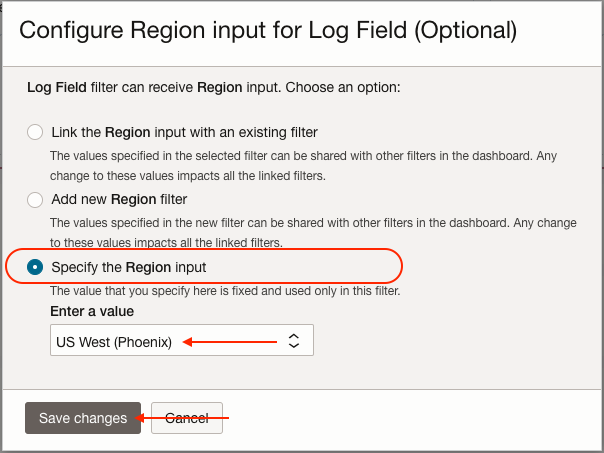 Configure Region input for Log Field (Optional)
Log Field filter can receive Region input. Choose an option:
Link the Region input with an existing filter
The values specified in the selected filter can be shared with other filters in the dashboard. Any
change to these values impacts all the linked filters.
Add new Region filter
The values specified in the new filter can be shared with other filters in the dashboard. Any change
to these values impacts all the linked filters.
Specify the Region input
The value that you specify here is fixed and used only in this filter.
Enter a value
US West (Phoenix)
Save changes
Cancel